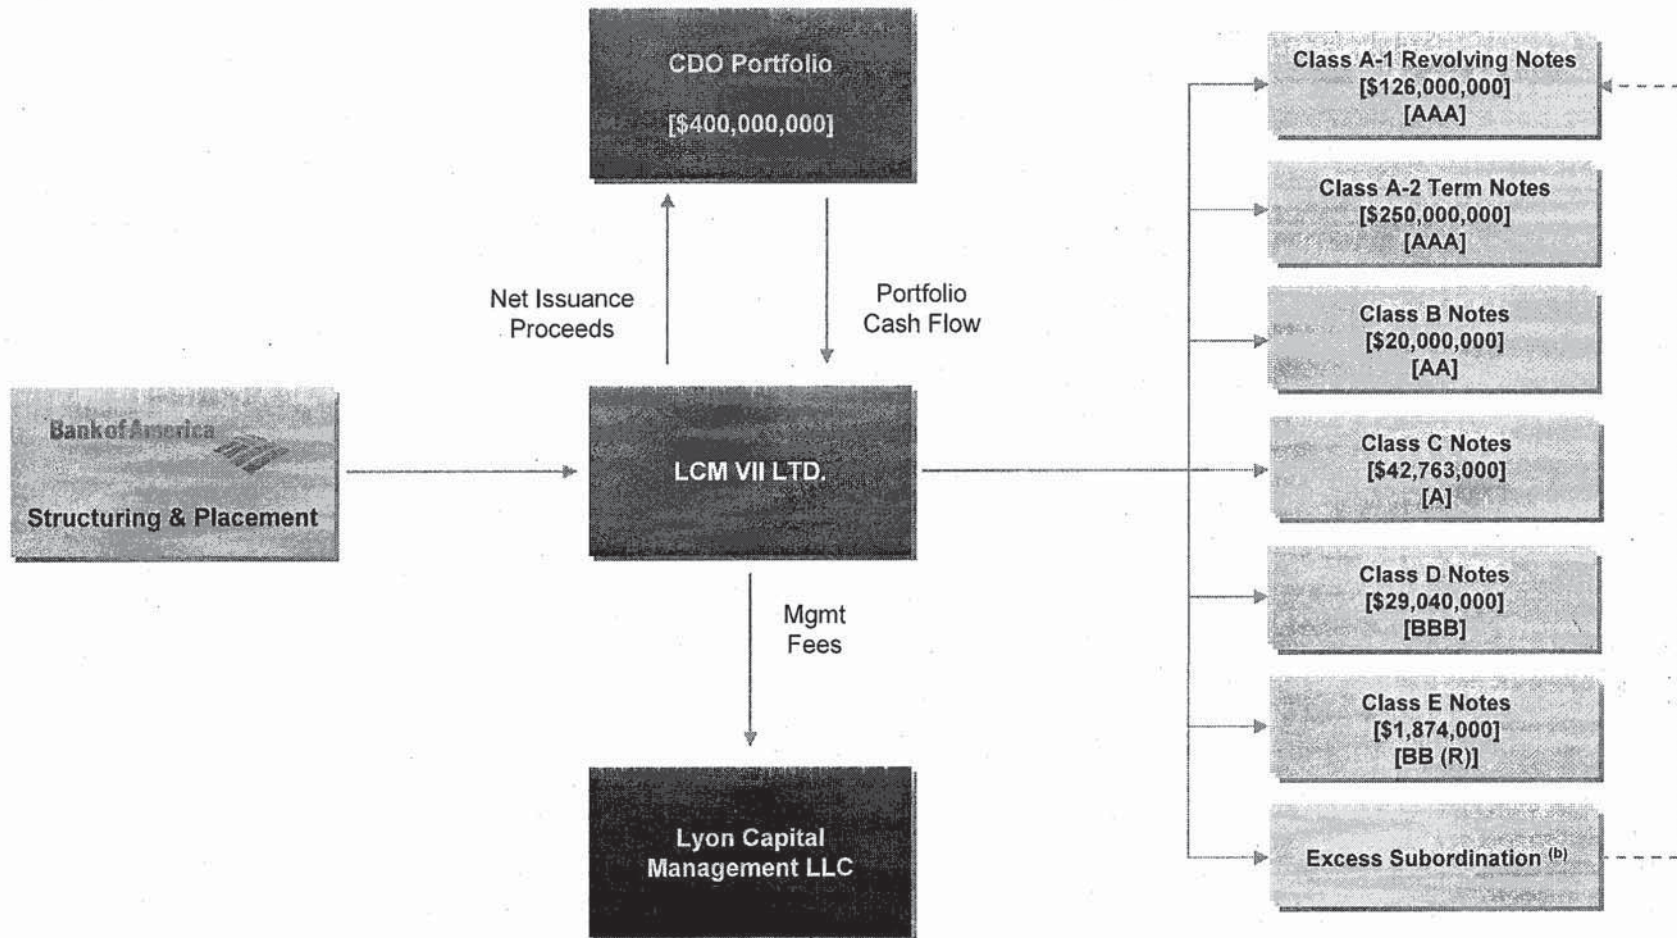 CDO Portfolio
[$400,000,000]
Net Issuance
Proceeds
Portfolio
Cash Flow
Bank of America
Structuring & Placement
LCM VII LTD.
Mgmt
Fees
Lyon Capital
Management LLC
Class A-1 Revolving Notes
[$126,000,000]
[AAA]
Class A-2 Term Notes
[$250,000,000]
[AAA]
Class B Notes
[$20,000,000]
[AA]
Class C Notes
[$42,763,000]
[A]
Class D Notes
[$29,040,000]
[BBB]
Class E Notes
[$1,874,000]
[BB (R)]
Excess Subordination (b)